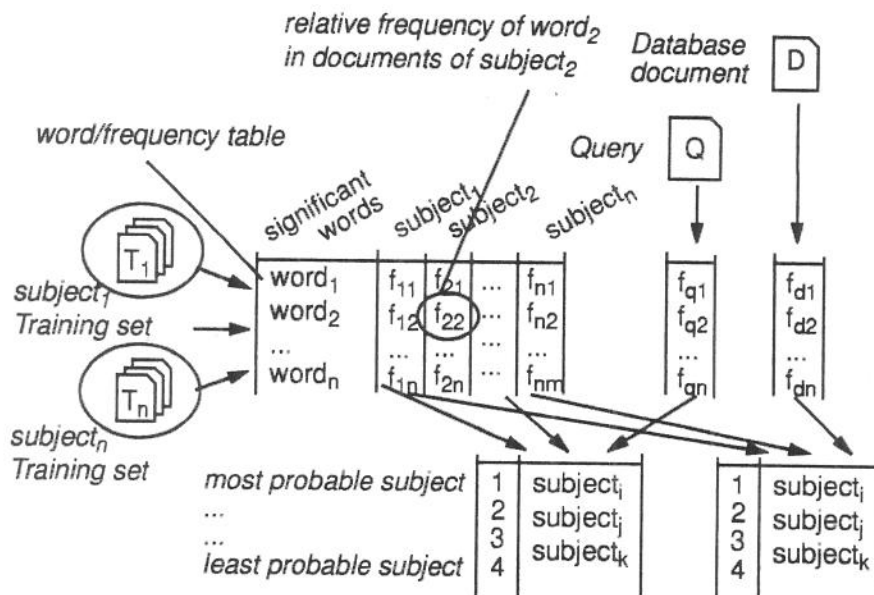 relative frequency of word2
in documents of subject2
Database
document
D
word/frequency table
Query
Q
significant
words
subject1
subject2
subjectn
T1
subject1
Training set
Tn
subjectn
Training set
word1 f11 f21 ... fn1 fq1 fd1
word2 f12 f22 ... fn2 fq2 fd2
... ... ... ... ... ... ...
wordn f1n f2n ... fnm fqn fdn
most probable subject 1 subjecti 1 subjecti
... 2 subjectj 2 subjectj
... 3 subjectk 3 subjectk
least probable subject 4 4